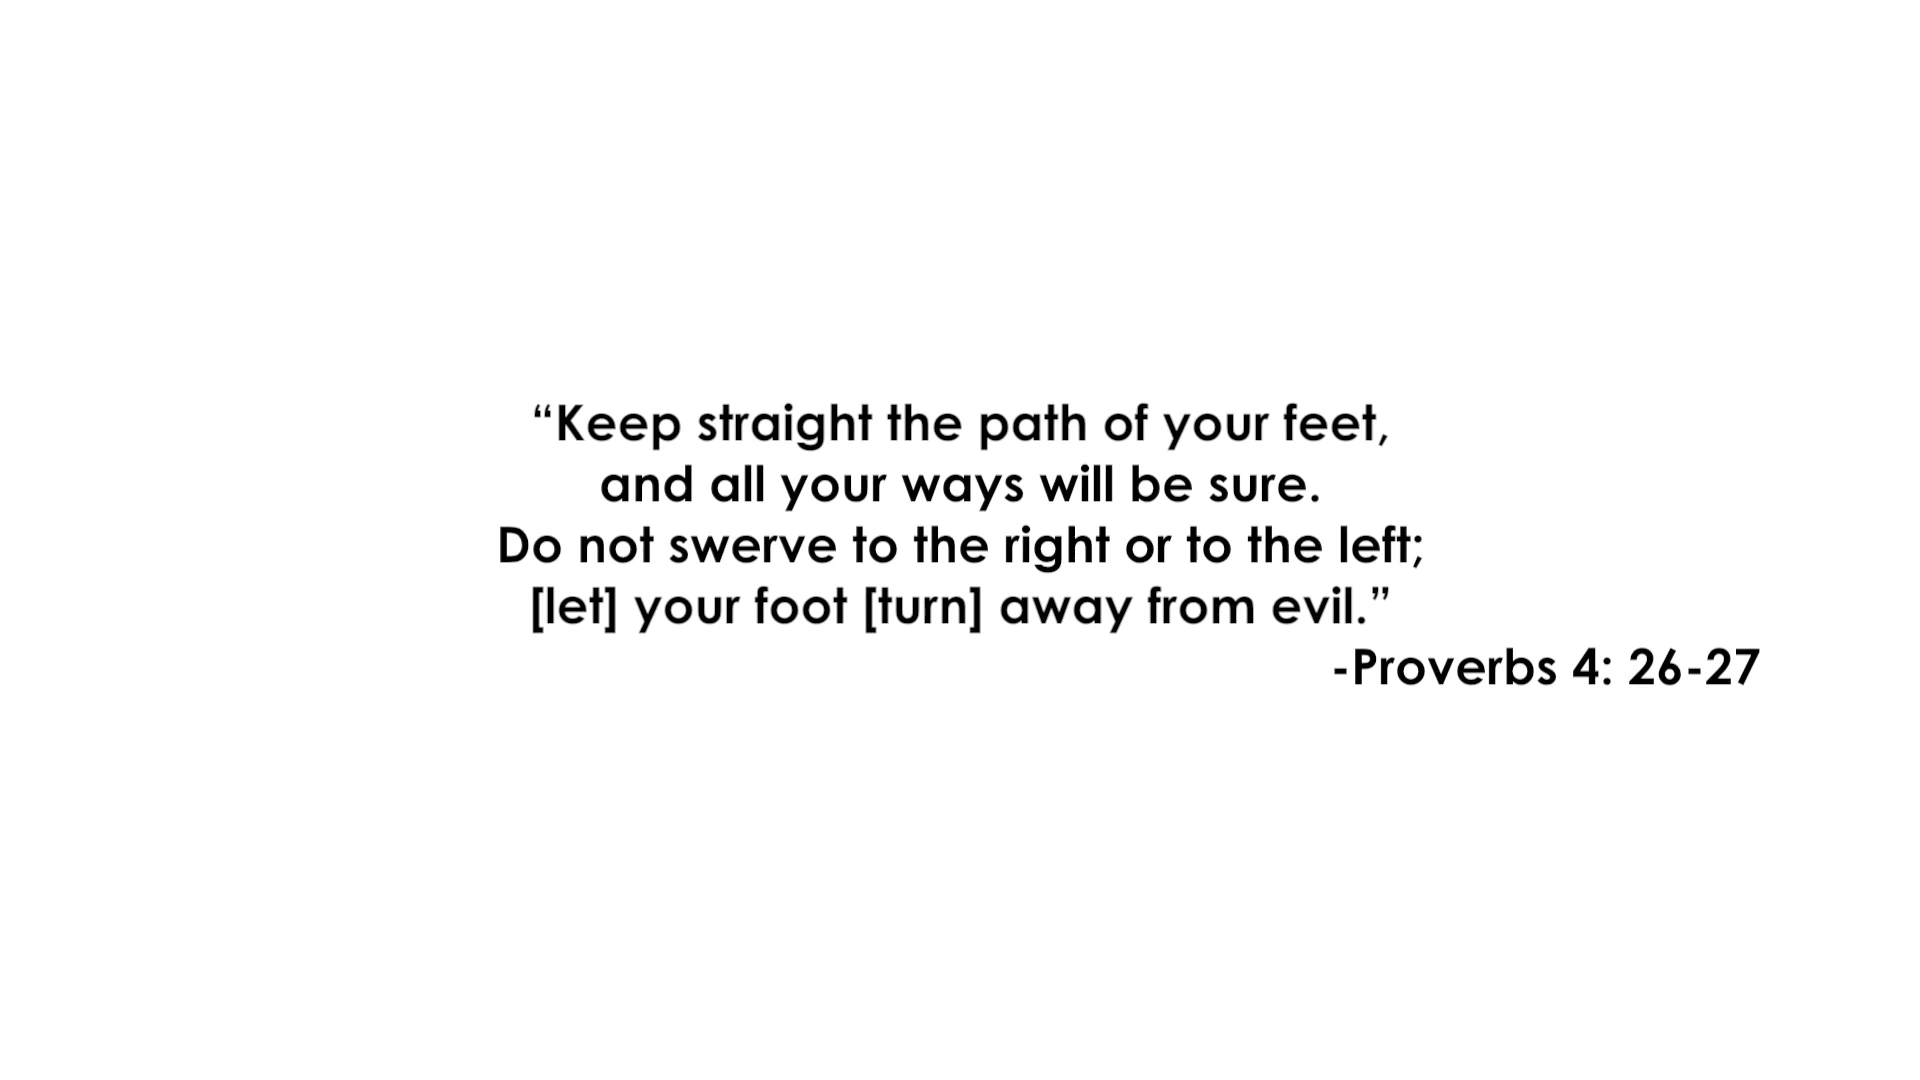 “Keep straight the path of your feet,
and all your ways will be sure.
Do not swerve to the right or to the left;
[let] your foot [turn] away from evil.”
-Proverbs 4: 26-27